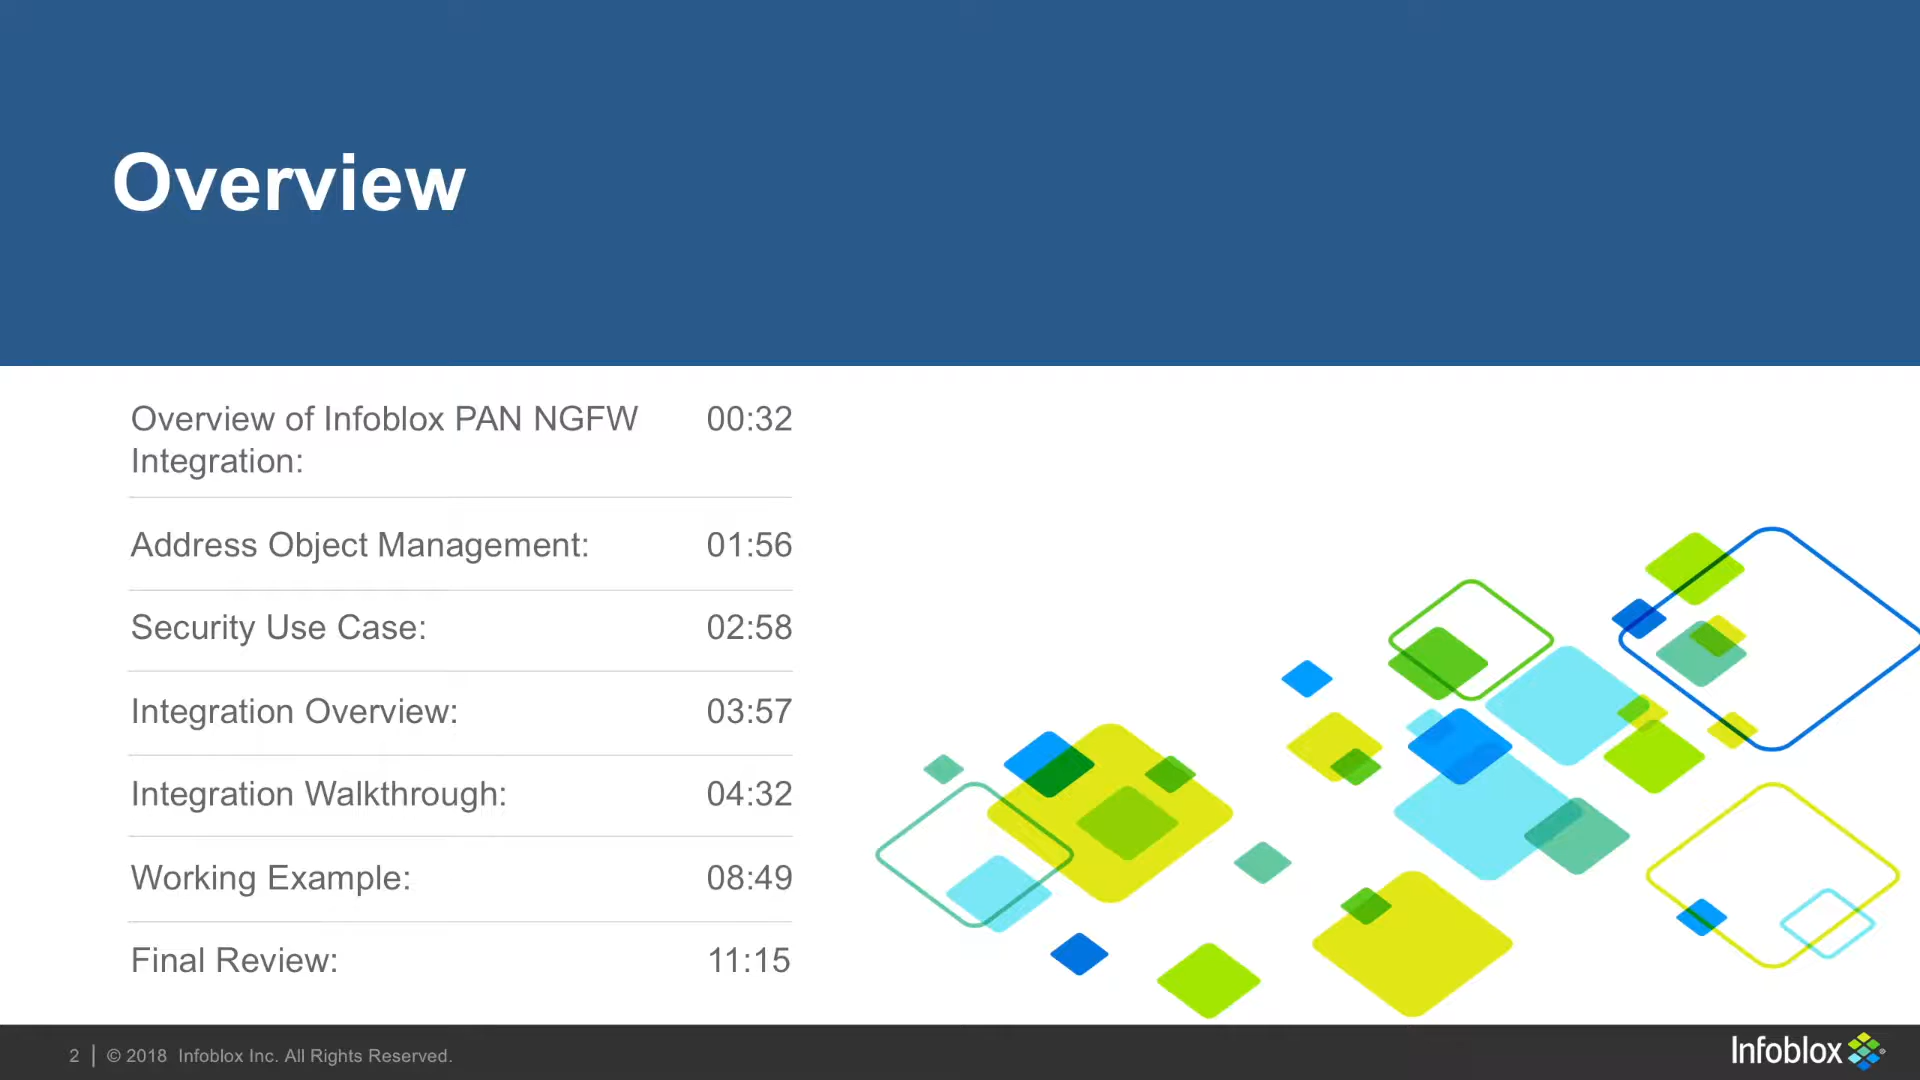 Overview
Overview of Infoblox PAN NGFW 00:32
Integration:
Address Object Management: 01:56
Security Use Case: 02:58
Integration Overview: 03:57
Integration Walkthrough: 04:32
Working Example: 08:49
Final Review: 11:15
2 | © 2018 Infoblox Inc. All Rights Reserved.
Infoblox